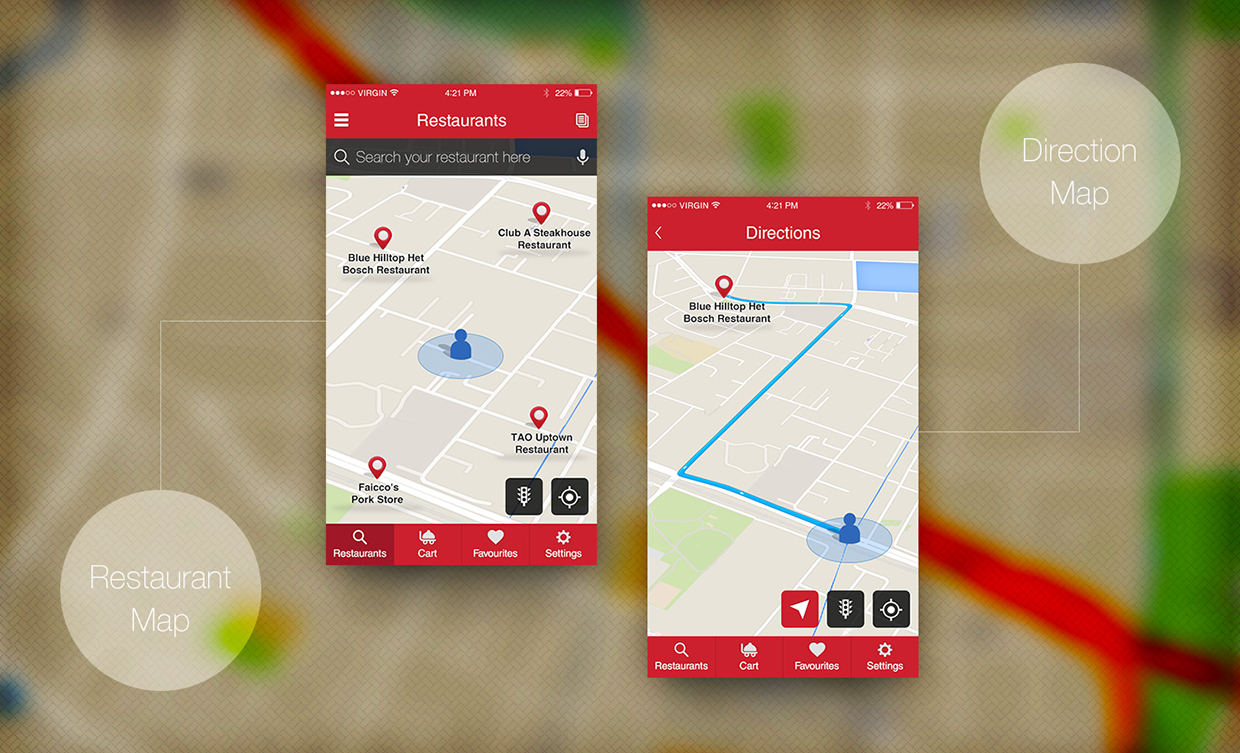 VIRGIN
4:21 PM
22%
Restaurants
Search your restaurant here
Club A Steakhouse
Restaurant
Blue Hilltop Het
Bosch Restaurant
TAO Uptown
Restaurant
Faicco's
Pork Store
Restaurants
Cart
Favourites
Settings
Restaurant
Map
Direction
Map
VIRGIN
4:21 PM
22%
Directions
Blue Hilltop Het
Bosch Restaurant
Restaurants
Cart
Favourites
Settings